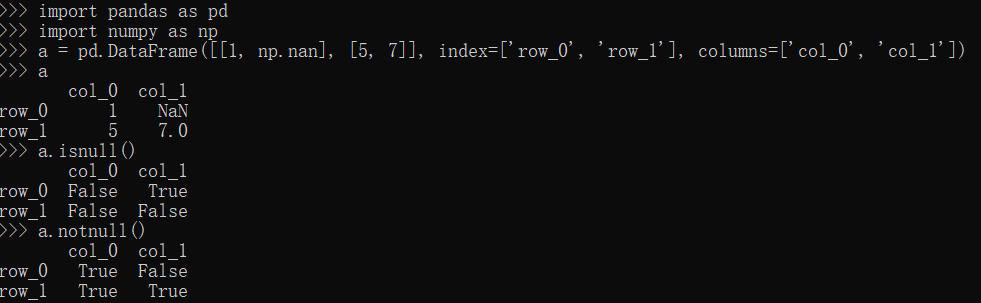 >>> import pandas as pd
>>> import numpy as np
>>> a = pd.DataFrame([[1, np.nan], [5, 7]], index=['row_0', 'row_1'], columns=['col_0', 'col_1'])
>>> a
       col_0  col_1
row_0      1    NaN
row_1      5    7.0
>>> a.isnull()
       col_0  col_1
row_0  False   True
row_1  False  False
>>> a.notnull()
       col_0  col_1
row_0   True  False
row_1   True   True